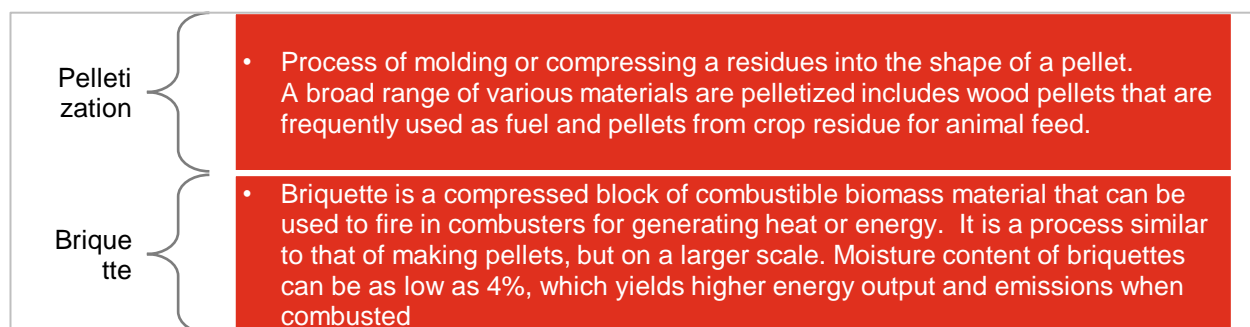 Pelleti
zation
• Process of molding or compressing a residues into the shape of a pellet.
A broad range of various materials are pelletized includes wood pellets that are
frequently used as fuel and pellets from crop residue for animal feed.
Brique
tte
• Briquette is a compressed block of combustible biomass material that can be
used to fire in combusters for generating heat or energy.  It is a process similar
to that of making pellets, but on a larger scale. Moisture content of briquettes
can be as low as 4%, which yields higher energy output and emissions when
combusted